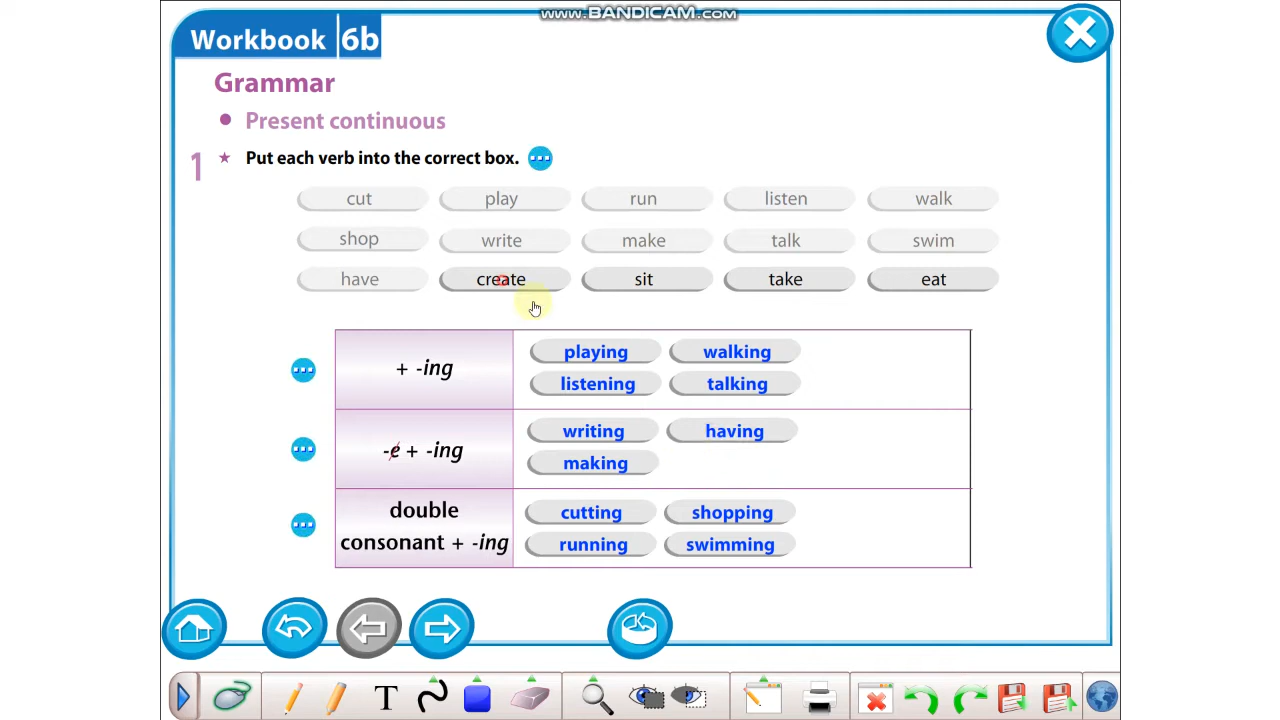 www.BANDICAM.com
Workbook 6b
Grammar
• Present continuous
1 ★ Put each verb into the correct box.
cut play run listen walk
shop write make talk swim
have create sit take eat
+ -ing
playing walking
listening talking
-e + -ing
writing having
making
double
consonant + -ing
cutting shopping
running swimming
T